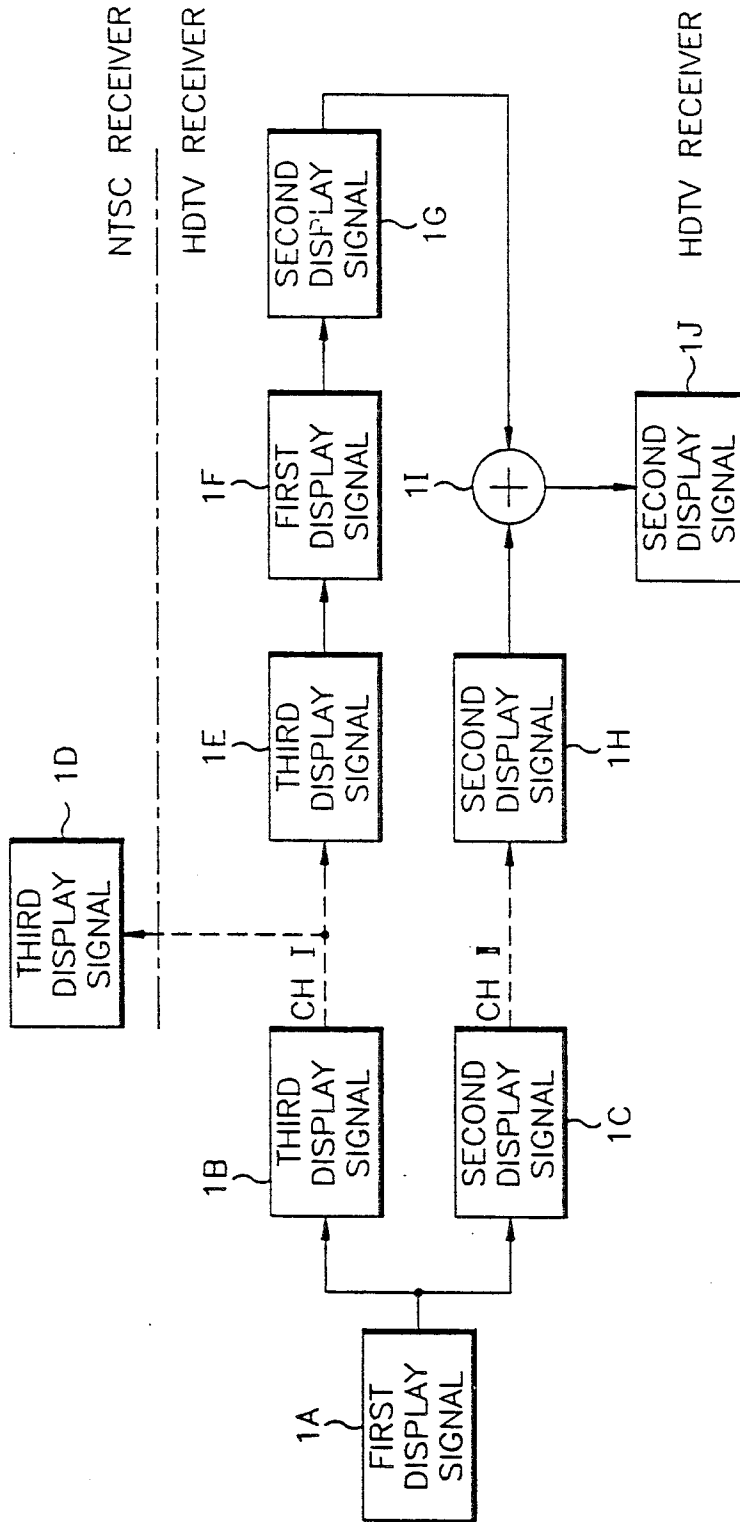 NTSC RECEIVER
HDTV RECEIVER
1D
THIRD
DISPLAY
SIGNAL
1A
FIRST
DISPLAY
SIGNAL
1B
THIRD
DISPLAY
SIGNAL
CH I
1E
THIRD
DISPLAY
SIGNAL
1F
FIRST
DISPLAY
SIGNAL
SECOND
DISPLAY
SIGNAL
1G
SECOND
DISPLAY
SIGNAL
1C
CH II
SECOND
DISPLAY
SIGNAL
1H
1I
+
1J
SECOND
DISPLAY
SIGNAL
HDTV RECEIVER